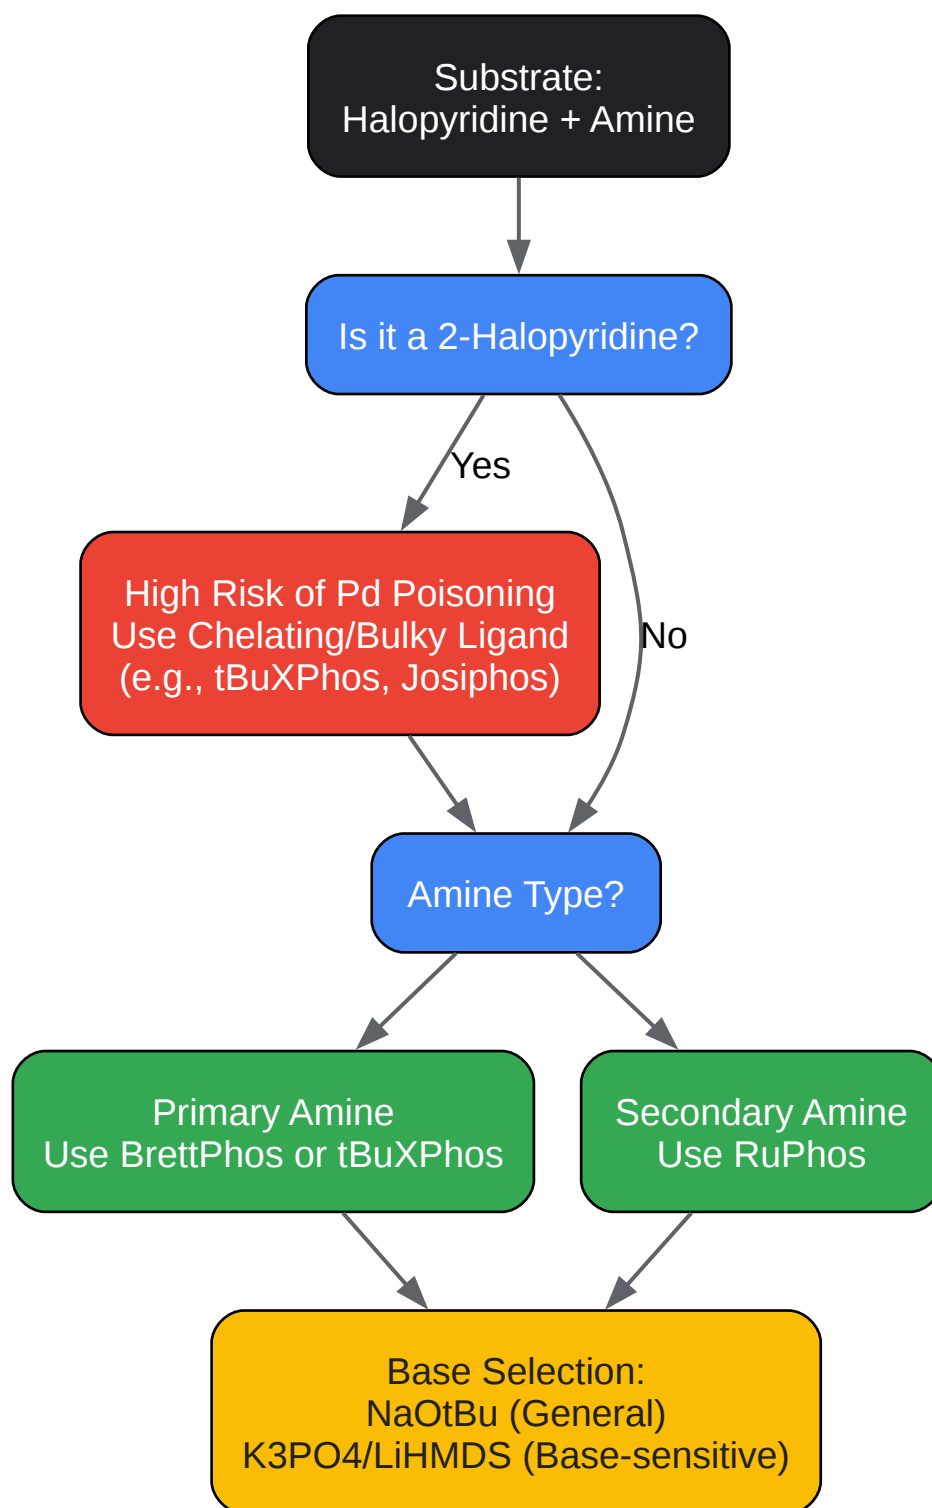 Substrate:
Halopyridine + Amine
Is it a 2-Halopyridine?
Yes
High Risk of Pd Poisoning
Use Chelating/Bulky Ligand
(e.g., tBuXPhos, Josiphos)
No
Amine Type?
Primary Amine
Use BrettPhos or tBuXPhos
Secondary Amine
Use RuPhos
Base Selection:
NaOtBu (General)
K3PO4/LiHMDS (Base-sensitive)